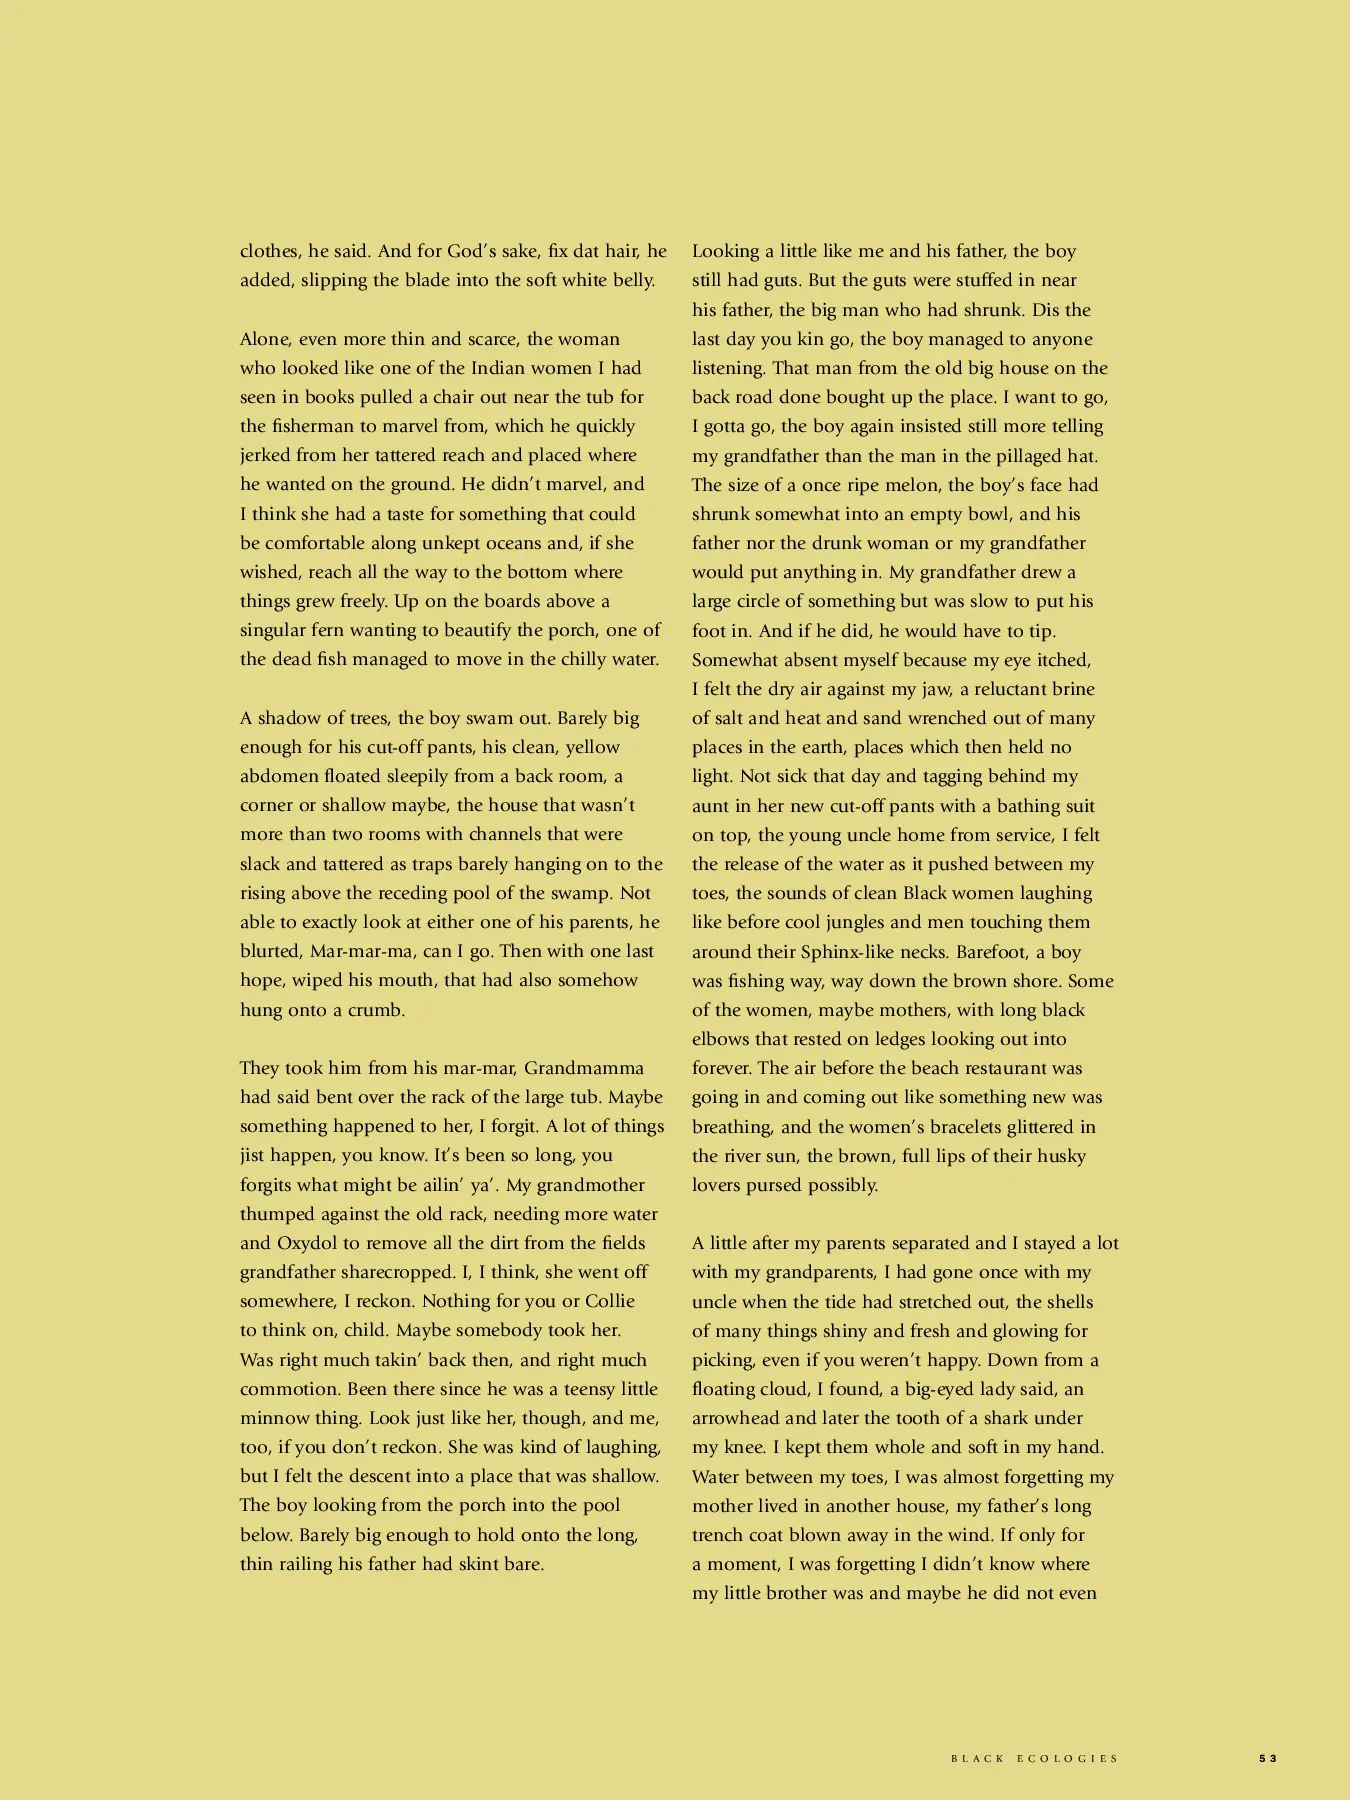 clothes, he said. And for God’s sake, fix dat hair, he
added, slipping the blade into the soft white belly.
Alone, even more thin and scarce, the woman
who looked like one of the Indian women I had
seen in books pulled a chair out near the tub for
the fisherman to marvel from, which he quickly
jerked from her tattered reach and placed where
he wanted on the ground. He didn’t marvel, and
I think she had a taste for something that could
be comfortable along unkept oceans and, if she
wished, reach all the way to the bottom where
things grew freely. Up on the boards above a
singular fern wanting to beautify the porch, one of
the dead fish managed to move in the chilly water.
A shadow of trees, the boy swam out. Barely big
enough for his cut-off pants, his clean, yellow
abdomen floated sleepily from a back room, a
corner or shallow maybe, the house that wasn’t
more than two rooms with channels that were
slack and tattered as traps barely hanging on to the
rising above the receding pool of the swamp. Not
able to exactly look at either one of his parents, he
blurted, Mar-mar-ma, can I go. Then with one last
hope, wiped his mouth, that had also somehow
hung onto a crumb.
They took him from his mar-mar, Grandmamma
had said bent over the rack of the large tub. Maybe
something happened to her, I forgit. A lot of things
jist happen, you know. It’s been so long, you
forgits what might be ailin’ ya’. My grandmother
thumped against the old rack, needing more water
and Oxydol to remove all the dirt from the fields
grandfather sharecropped. I, I think, she went off
somewhere, I reckon. Nothing for you or Collie
to think on, child. Maybe somebody took her.
Was right much takin’ back then, and right much
commotion. Been there since he was a teensy little
minnow thing. Look just like her, though, and me,
too, if you don’t reckon. She was kind of laughing,
but I felt the descent into a place that was shallow.
The boy looking from the porch into the pool
below. Barely big enough to hold onto the long,
thin railing his father had skint bare.
Looking a little like me and his father, the boy
still had guts. But the guts were stuffed in near
his father, the big man who had shrunk. Dis the
last day you kin go, the boy managed to anyone
listening. That man from the old big house on the
back road done bought up the place. I want to go,
I gotta go, the boy again insisted still more telling
my grandfather than the man in the pillaged hat.
The size of a once ripe melon, the boy’s face had
shrunk somewhat into an empty bowl, and his
father nor the drunk woman or my grandfather
would put anything in. My grandfather drew a
large circle of something but was slow to put his
foot in. And if he did, he would have to tip.
Somewhat absent myself because my eye itched,
I felt the dry air against my jaw, a reluctant brine
of salt and heat and sand wrenched out of many
places in the earth, places which then held no
light. Not sick that day and tagging behind my
aunt in her new cut-off pants with a bathing suit
on top, the young uncle home from service, I felt
the release of the water as it pushed between my
toes, the sounds of clean Black women laughing
like before cool jungles and men touching them
around their Sphinx-like necks. Barefoot, a boy
was fishing way, way down the brown shore. Some
of the women, maybe mothers, with long black
elbows that rested on ledges looking out into
forever. The air before the beach restaurant was
going in and coming out like something new was
breathing, and the women’s bracelets glittered in
the river sun, the brown, full lips of their husky
lovers pursed possibly.
A little after my parents separated and I stayed a lot
with my grandparents, I had gone once with my
uncle when the tide had stretched out, the shells
of many things shiny and fresh and glowing for
picking, even if you weren’t happy. Down from a
floating cloud, I found, a big-eyed lady said, an
arrowhead and later the tooth of a shark under
my knee. I kept them whole and soft in my hand.
Water between my toes, I was almost forgetting my
mother lived in another house, my father’s long
trench coat blown away in the wind. If only for
a moment, I was forgetting I didn’t know where
my little brother was and maybe he did not even
BLACK ECOLOGIES 53